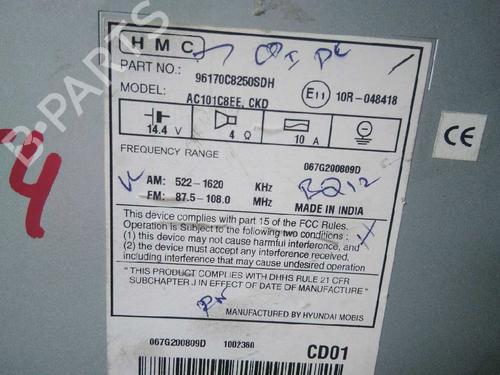 HMC
PART NO.: 96170C8250SDH
MODEL: AC101C8EE, CKD
E11 10R-048418
14.4 V 4 Ω 10 A
FREQUENCY RANGE
067G200809D
AM: 522-1620 KHz
FM: 87.5-108.0 MHz
B212
MADE IN INDIA
This device complies with part 15 of the FCC Rules.
Operation is Subject to the following two conditions:
(1) this device may not cause harmful interference, and
(2) the device must accept any interference received,
including interference that may cause undesired operation
" THIS PRODUCT COMPLIES WITH DHHS RULE 21 CFR
SUBCHAPTER J IN EFFECT OF DATE OF MANUFACTURE"
MANUFACTURED BY HYUNDAI MOBIS
067G200809D 1002360 CD01
CE
4
B-PARTS